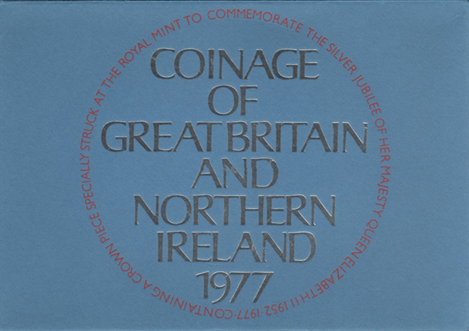 COINAGE
OF
GREAT BRITAIN
AND
NORTHERN
IRELAND
1977
CONTAINING A CROWN PIECE SPECIALLY STRUCK AT THE ROYAL MINT TO COMMEMORATE THE SILVER JUBILEE OF HER MAJESTY QUEEN ELIZABETH II 1952-1977·